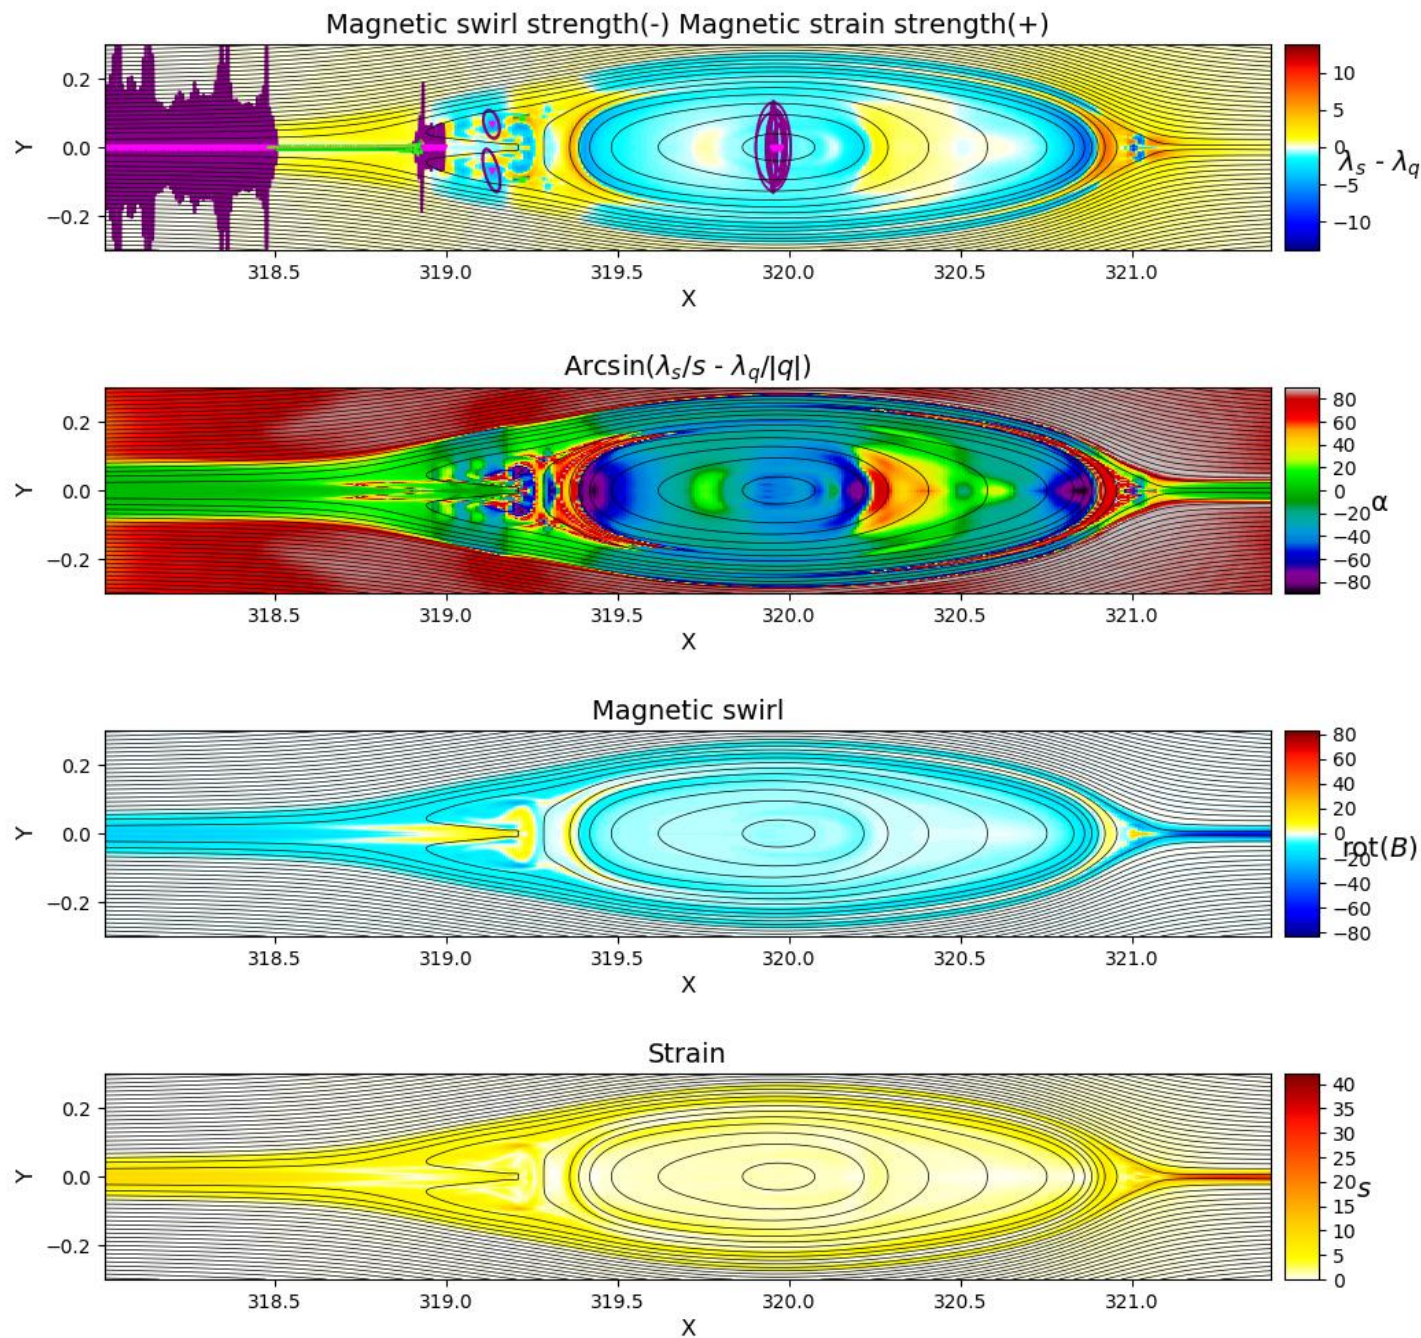 Magnetic swirl strength(-) Magnetic strain strength(+)
Y
0.2
0.0
−0.2
318.5 319.0 319.5 320.0 320.5 321.0
X
10
5
0
−5
−10
λs - λq
Arcsin(λs/s - λq/|q|)
Y
0.2
0.0
−0.2
318.5 319.0 319.5 320.0 320.5 321.0
X
80
60
40
20
0
−20
−40
−60
−80
α
Magnetic swirl
Y
0.2
0.0
−0.2
318.5 319.0 319.5 320.0 320.5 321.0
X
80
60
40
20
0
−20
−40
−60
−80
rot(B)
Strain
Y
0.2
0.0
−0.2
318.5 319.0 319.5 320.0 320.5 321.0
X
40
35
30
25
20
15
10
5
0
s